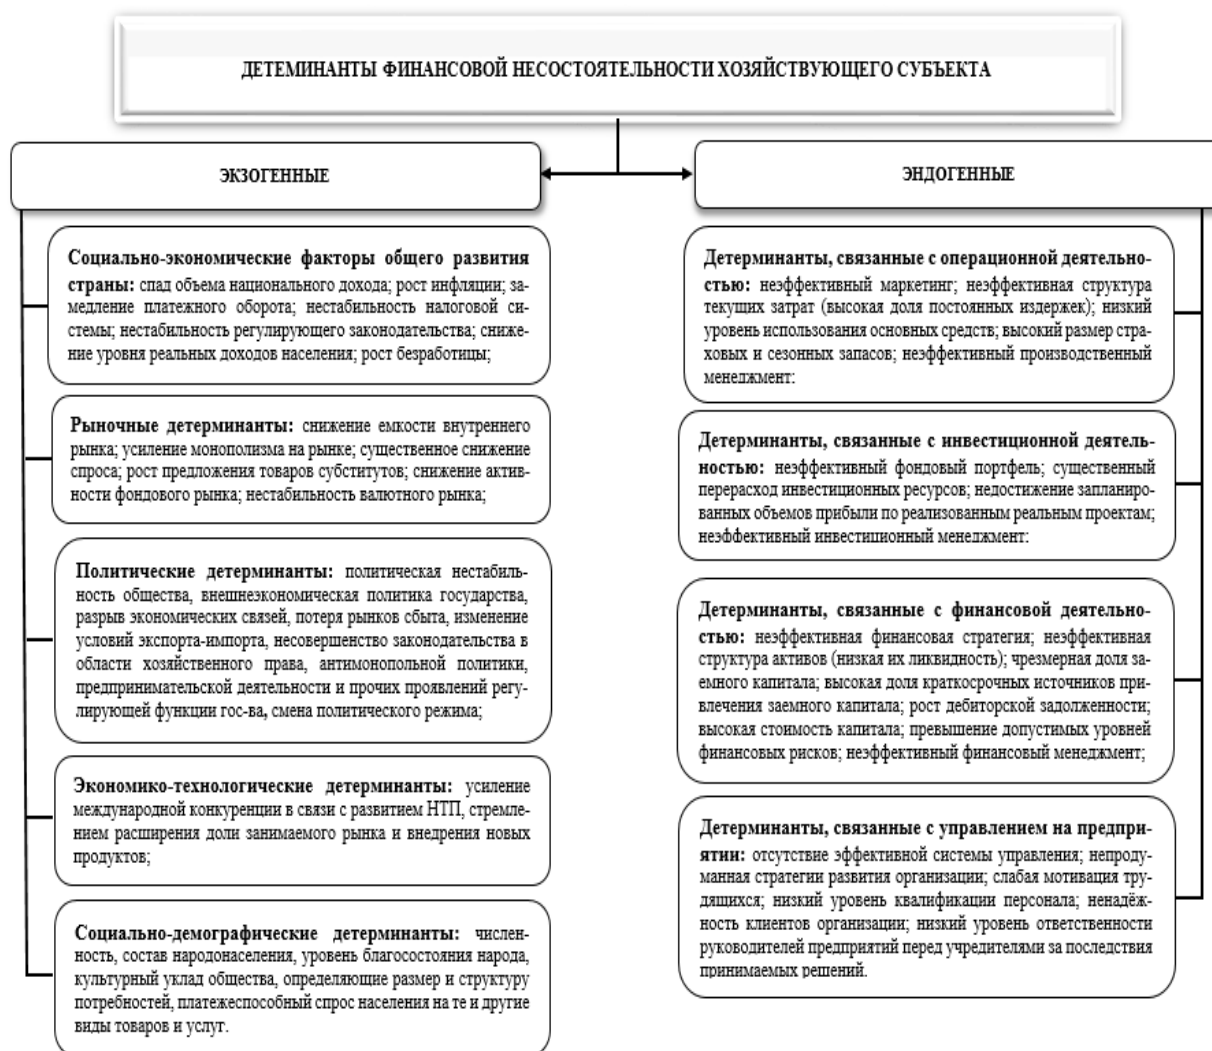 ДЕТЕМИНАНТЫ ФИНАНСОВОЙ НЕСОСТОЯТЕЛЬНОСТИ ХОЗЯЙСТВУЮЩЕГО СУБЪЕКТА
ЭКЗОГЕННЫЕ
Социально-экономические факторы общего развития
страны: спад объема национального дохода; рост инфляции; за-
медление платежного оборота; нестабильность налоговой си-
стемы; нестабильность регулирующего законодательства; сниже-
ние уровня реальных доходов населения; рост безработицы;
Рыночные детерминанты: снижение емкости внутреннего
рынка; усиление монополизма на рынке; существенное снижение
спроса; рост предложения товаров субститутов; снижение актив-
ности фондового рынка; нестабильность валютного рынка;
Политические детерминанты: политическая нестабиль-
ность общества, внешнеэкономическая политика государства,
разрыв экономических связей, потеря рынков сбыта, изменение
условий экспорта-импорта, несовершенство законодательства в
области хозяйственного права, антимонопольной политики,
предпринимательской деятельности и прочих проявлений регу-
лирующей функции гос-ва, смена политического режима;
Экономико-технологические детерминанты: усиление
международной конкуренции в связи с развитием НТП, стремле-
нием расширения доли занимаемого рынка и внедрения новых
продуктов;
Социально-демографические детерминанты: числен-
ность, состав народонаселения, уровень благосостояния народа,
культурный уклад общества, определяющие размер и структуру
потребностей, платежеспособный спрос населения на те и другие
виды товаров и услуг.
ЭНДОГЕННЫЕ
Детерминанты, связанные с операционной деятельно-
стью: неэффективный маркетинг; неэффективная структура
текущих затрат (высокая доля постоянных издержек); низкий
уровень использования основных средств; высокий размер стра-
ховых и сезонных запасов; неэффективный производственный
менеджмент;
Детерминанты, связанные с инвестиционной деятель-
ностью: неэффективный фондовый портфель; существенный
перерасход инвестиционных ресурсов; недостижение запланиро-
ванных объемов прибыли по реализованным реальным проектам;
неэффективный инвестиционный менеджмент;
Детерминанты, связанные с финансовой деятельно-
стью: неэффективная финансовая стратегия; неэффективная
структура активов (низкая их ликвидность); чрезмерная доля за-
емного капитала; высокая доля краткосрочных источников при-
влечения заемного капитала; рост дебиторской задолженности;
высокая стоимость капитала; превышение допустимых уровней
финансовых рисков; неэффективный финансовый менеджмент;
Детерминанты, связанные с управлением на предпри-
ятии: отсутствие эффективной системы управления; непроду-
манная стратегии развития организации; слабая мотивация тру-
дящихся; низкий уровень квалификации персонала; ненадёж-
ность клиентов организации; низкий уровень ответственности
руководителей предприятий перед учредителями за последствия
принимаемых решений.